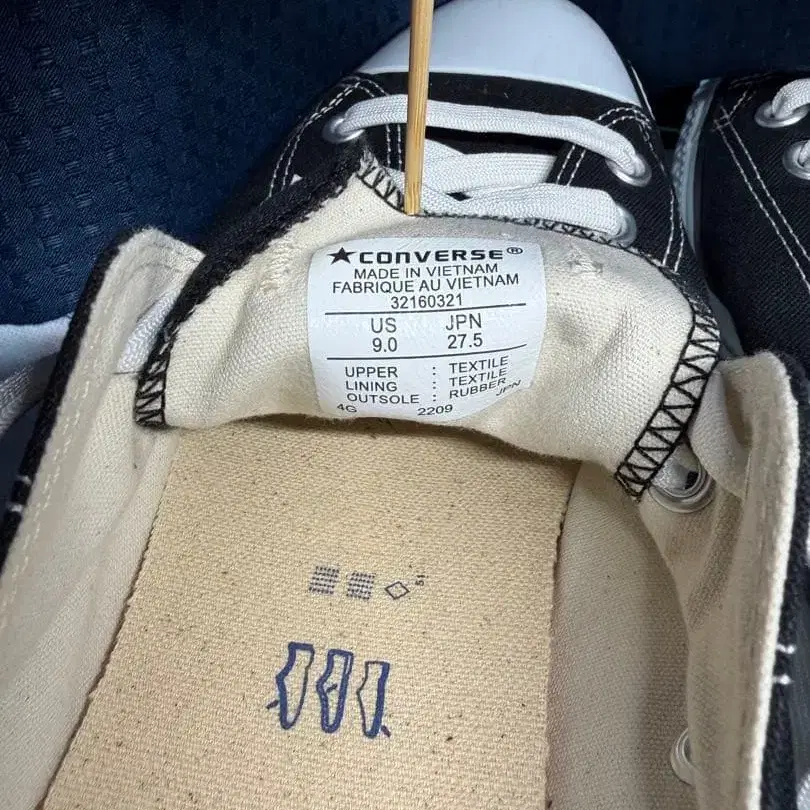 ★CONVERSE®
MADE IN VIETNAM
FABRIQUE AU VIETNAM
32160321
US JPN
9.0 27.5
UPPER : TEXTILE
LINING : TEXTILE
OUTSOLE : RUBBER
4G 2209 JPN